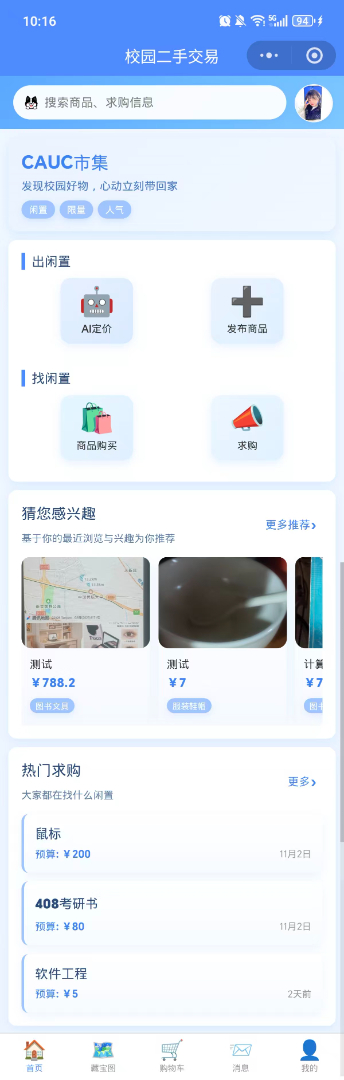 10:16
5G
94
校园二手交易
搜索商品、求购信息
CAUC市集
发现校园好物，心动立刻带回家
闲置
限量
人气
出闲置
AI定价
发布商品
找闲置
商品购买
求购
猜您感兴趣
更多推荐›
基于你的最近浏览与兴趣为你推荐
测试
￥788.2
图书文具
测试
￥7
服装鞋帽
计算
￥7
图书
热门求购
更多›
大家都在找什么闲置
鼠标
预算: ￥200
11月2日
408考研书
预算: ￥80
11月2日
软件工程
预算: ￥5
2天前
首页
藏宝图
购物车
消息
我的